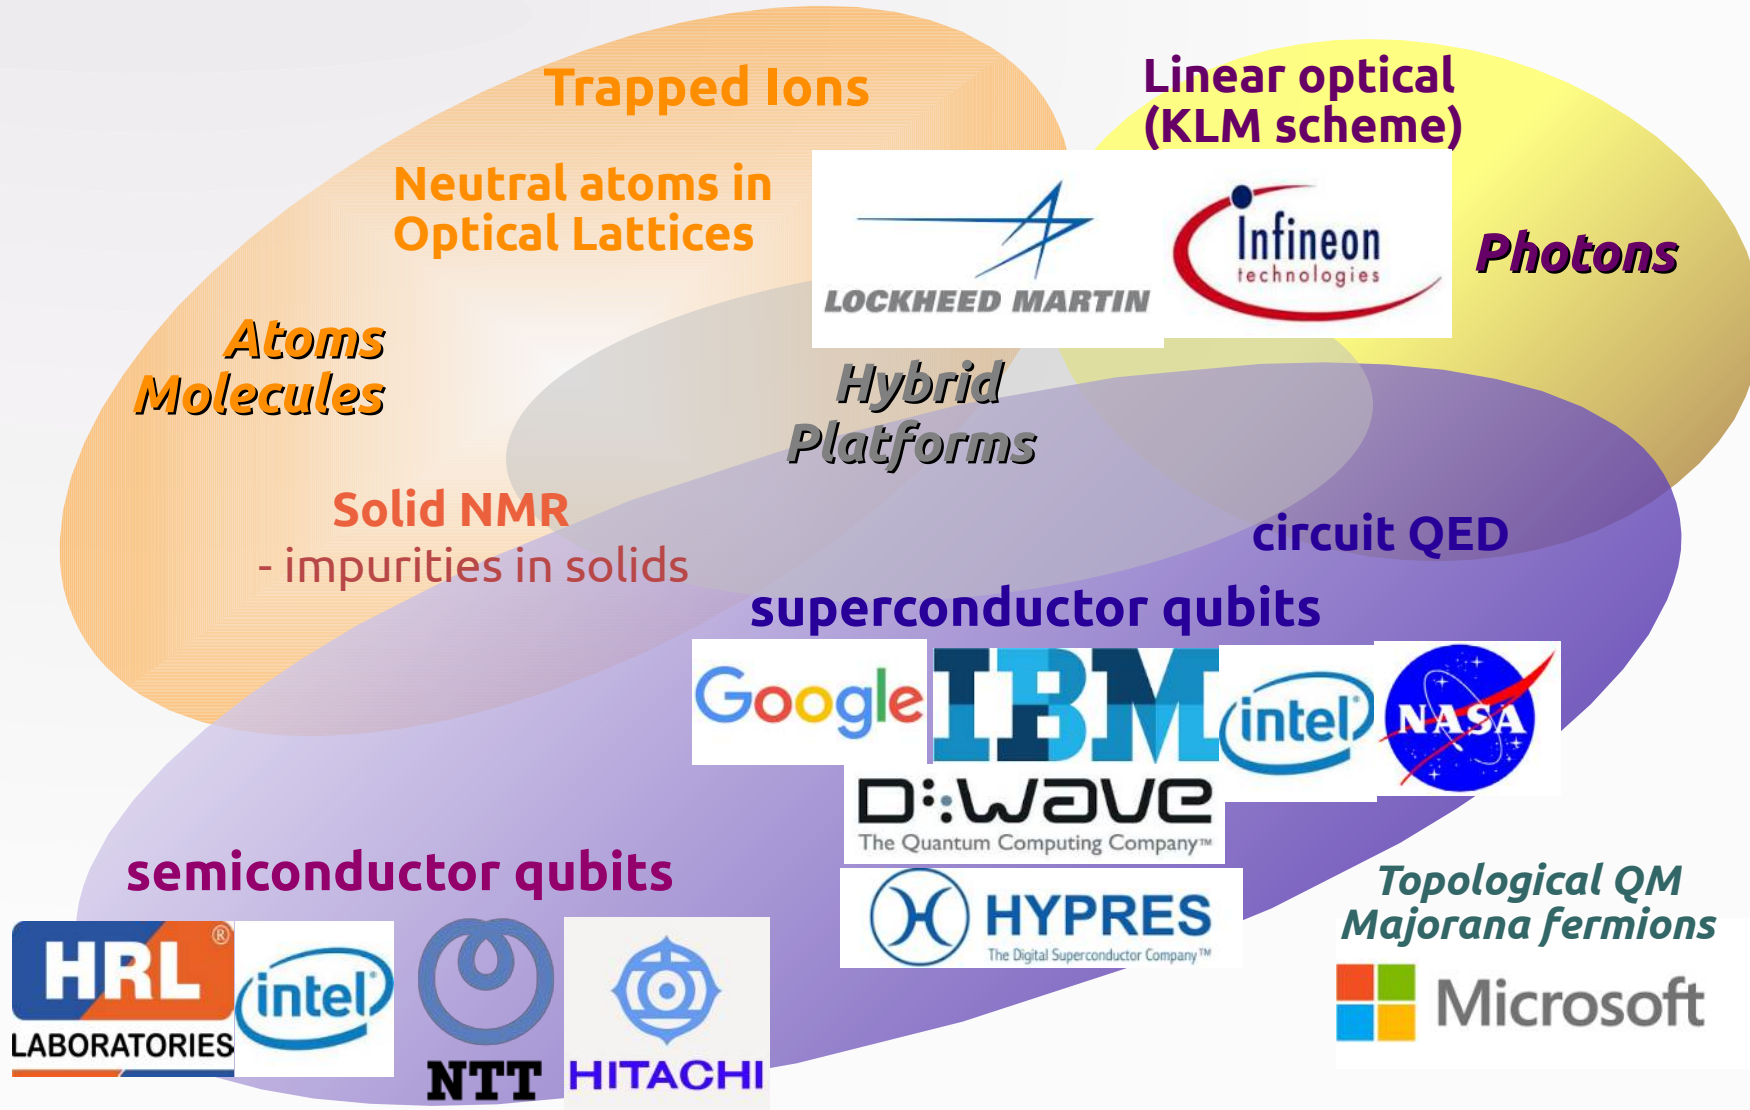 Trapped Ions
Neutral atoms in
Optical Lattices
Atoms
Molecules
Linear optical
(KLM scheme)
LOCKHEED MARTIN
Infineon
technologies
Photons
Hybrid
Platforms
Solid NMR
- impurities in solids
circuit QED
superconductor qubits
Google
IBM
intel®
NASA
D:Wave
The Quantum Computing Company™
HYPRES
The Digital Superconductor Company™
semiconductor qubits
HRL®
LABORATORIES
intel®
NTT
HITACHI
Topological QM
Majorana fermions
Microsoft